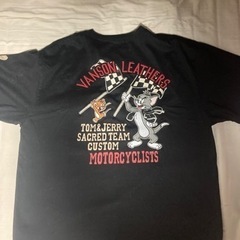 VANSON LEATHERS
TOM&JERRY
SACRED TEAM
CUSTOM
MOTORCYCLISTS